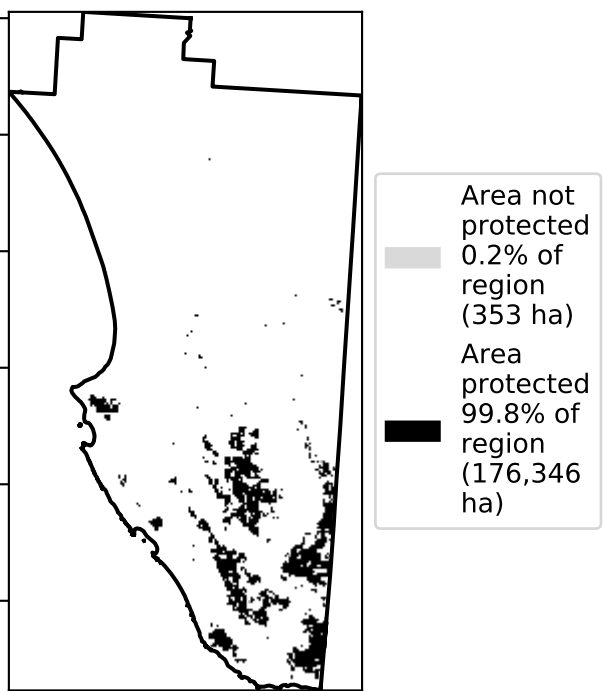 Area not
protected
0.2% of
region
(353 ha)
Area
protected
99.8% of
region
(176,346
ha)